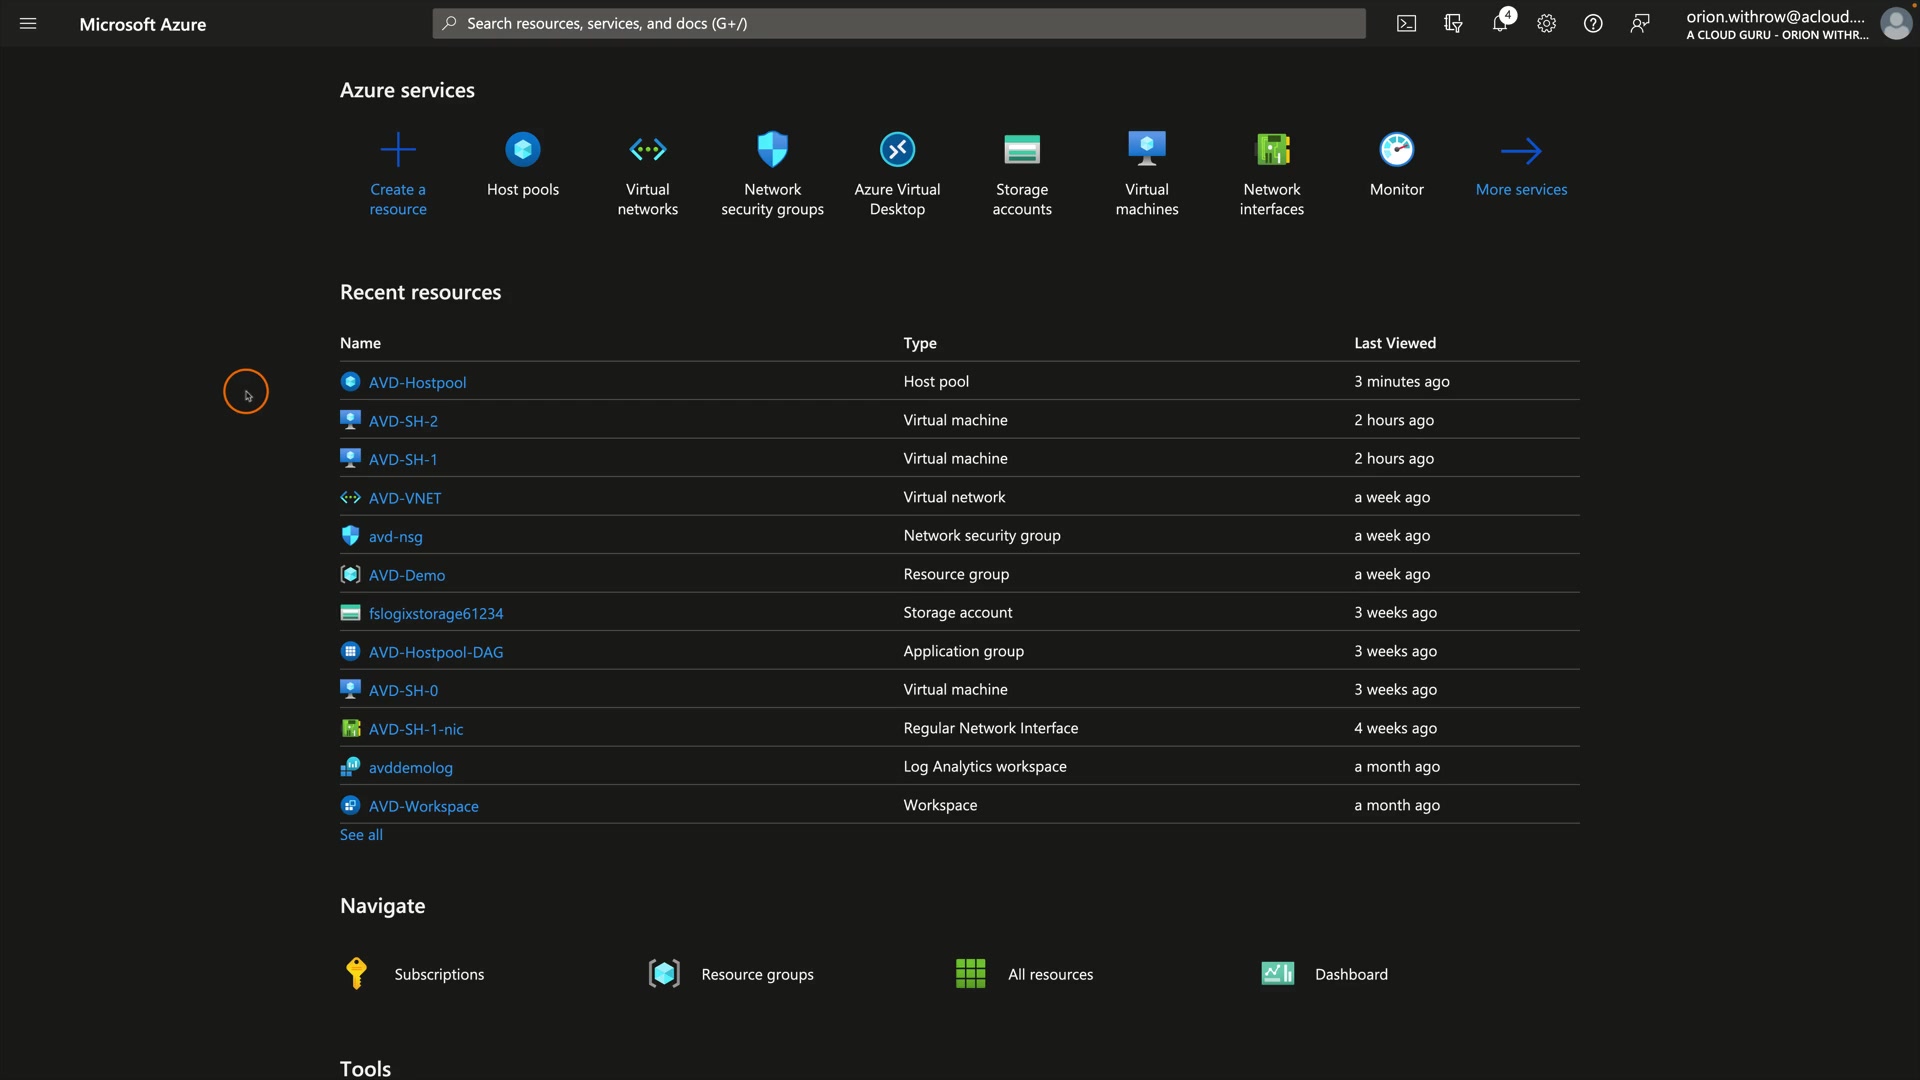 Microsoft Azure
Search resources, services, and docs (G+/)
4
orion.withrow@acloud....
A CLOUD GURU - ORION WITHR...
Azure services
Create a resource
Host pools
Virtual networks
Network security groups
Azure Virtual Desktop
Storage accounts
Virtual machines
Network interfaces
Monitor
More services
Recent resources
Name Type Last Viewed
AVD-Hostpool Host pool 3 minutes ago
AVD-SH-2 Virtual machine 2 hours ago
AVD-SH-1 Virtual machine 2 hours ago
AVD-VNET Virtual network a week ago
avd-nsg Network security group a week ago
AVD-Demo Resource group a week ago
fslogixstorage61234 Storage account 3 weeks ago
AVD-Hostpool-DAG Application group 3 weeks ago
AVD-SH-0 Virtual machine 3 weeks ago
AVD-SH-1-nic Regular Network Interface 4 weeks ago
avddemolog Log Analytics workspace a month ago
AVD-Workspace Workspace a month ago
See all
Navigate
Subscriptions Resource groups All resources Dashboard
Tools